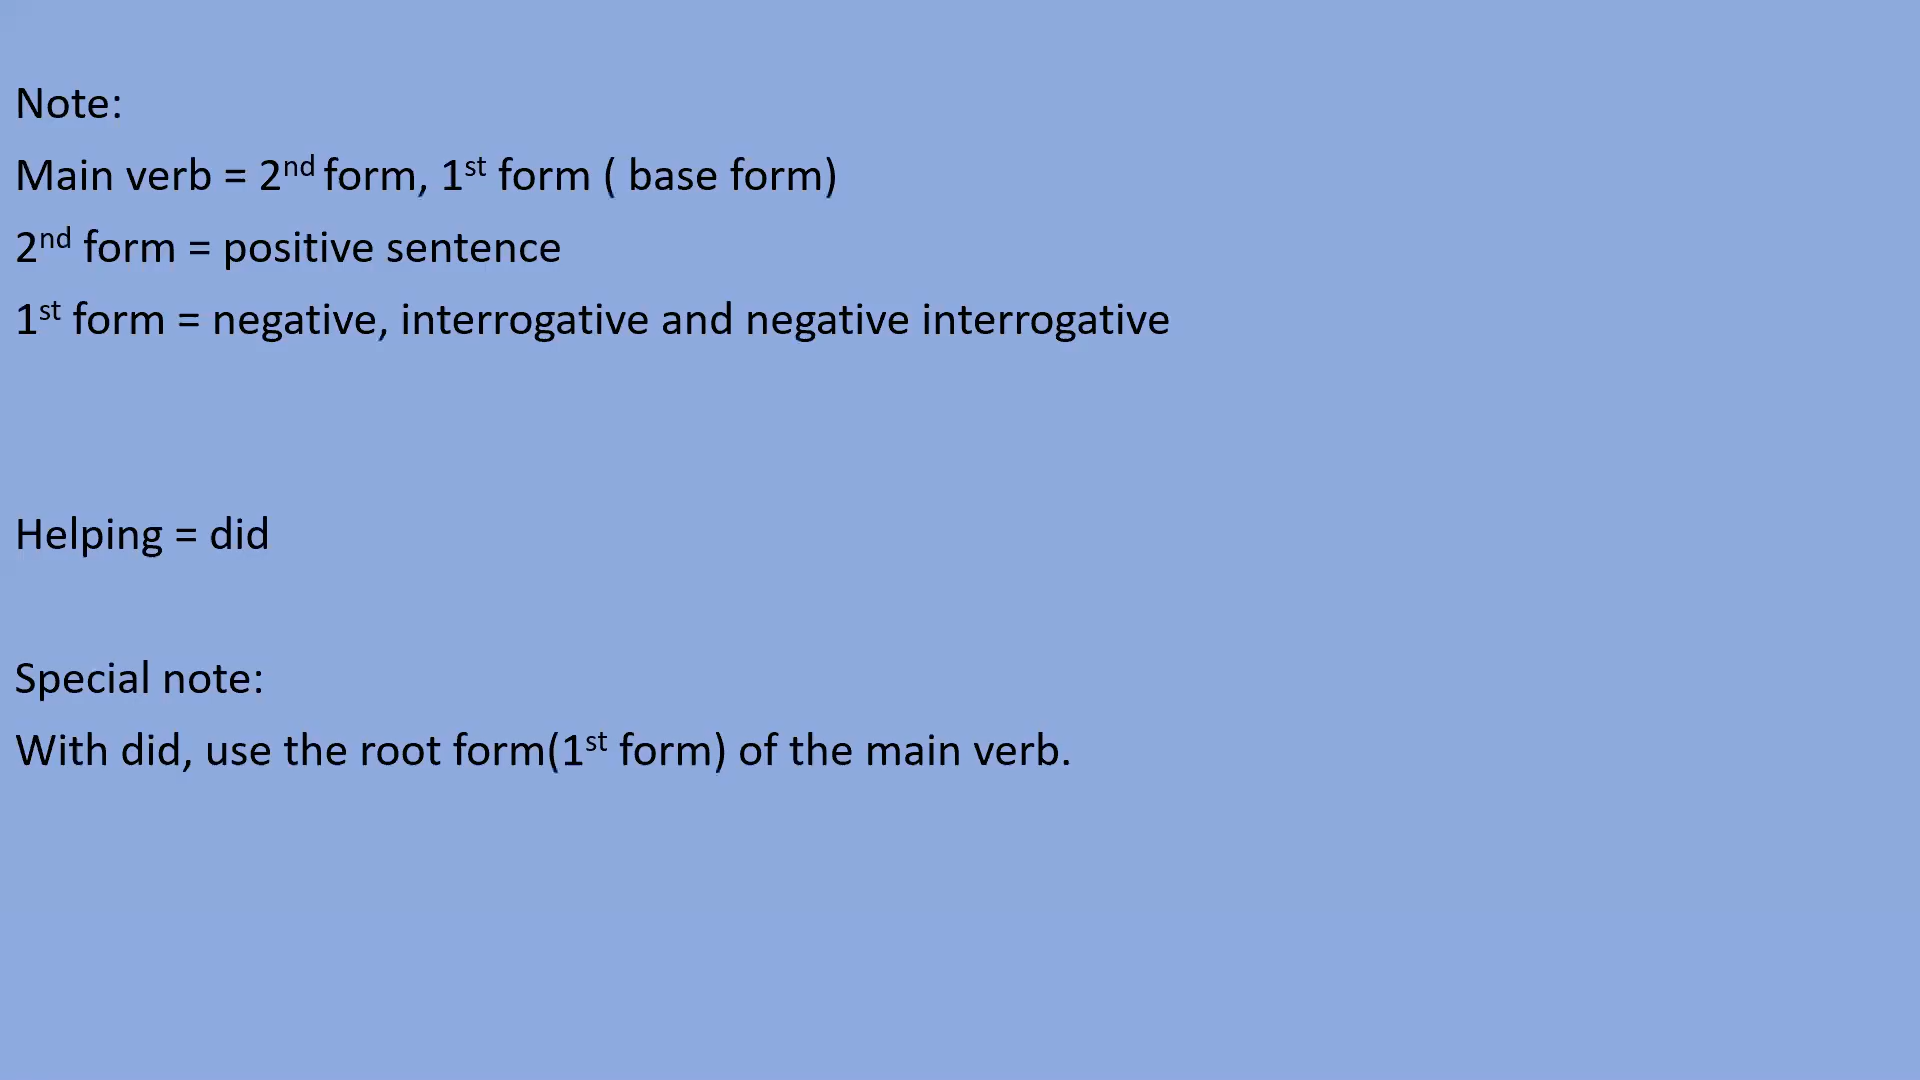 Note:
Main verb = 2nd form, 1st form ( base form)
2nd form = positive sentence
1st form = negative, interrogative and negative interrogative
Helping = did
Special note:
With did, use the root form(1st form) of the main verb.